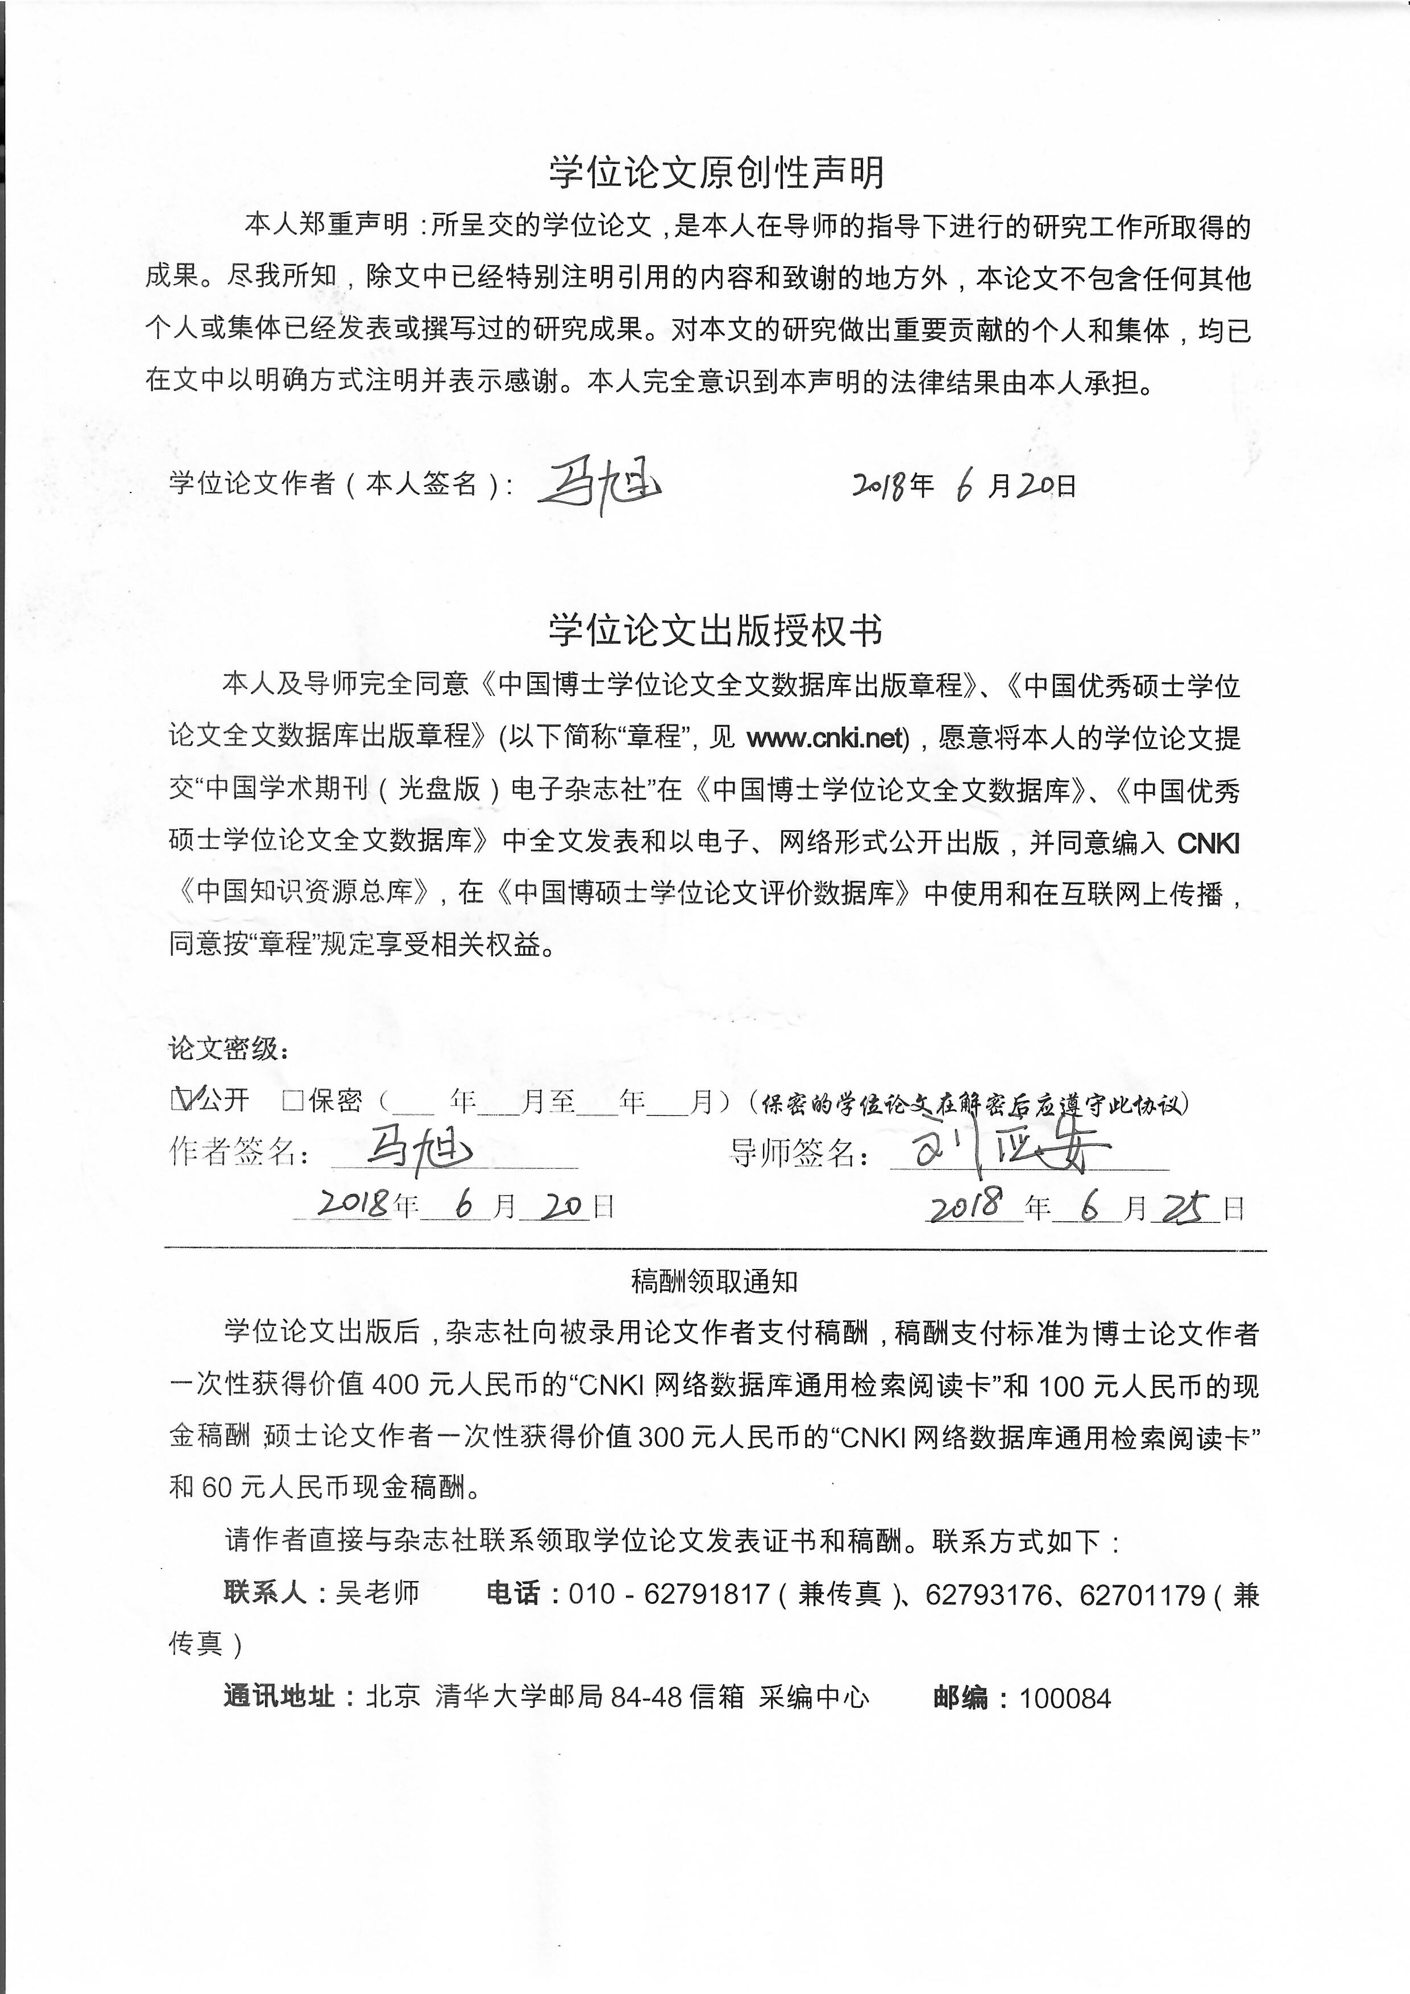 学位论文原创性声明
本人郑重声明：所呈交的学位论文，是本人在导师的指导下进行的研究工作所取得的
成果。尽我所知，除文中已经特别注明引用的内容和致谢的地方外，本论文不包含任何其他
个人或集体已经发表或撰写过的研究成果。对本文的研究做出重要贡献的个人和集体，均已
在文中以明确方式注明并表示感谢。本人完全意识到本声明的法律结果由本人承担。
学位论文作者（本人签名）： 马旭 2018年 6 月20日
学位论文出版授权书
本人及导师完全同意《中国博士学位论文全文数据库出版章程》、《中国优秀硕士学位
论文全文数据库出版章程》(以下简称“章程”, 见 www.cnki.net)，愿意将本人的学位论文提
交“中国学术期刊（光盘版）电子杂志社”在《中国博士学位论文全文数据库》、《中国优秀
硕士学位论文全文数据库》中全文发表和以电子、网络形式公开出版，并同意编入 CNKI
《中国知识资源总库》, 在《中国博硕士学位论文评价数据库》中使用和在互联网上传播，
同意按“章程”规定享受相关权益。
论文密级：
☑公开 □保密（___ 年___月至___年___月）(保密的学位论文在解密后应遵守此协议)
作者签名： 马旭 导师签名： 刘应安
2018年 6 月 20 日 2018 年 6 月 25 日
稿酬领取通知
学位论文出版后，杂志社向被录用论文作者支付稿酬，稿酬支付标准为博士论文作者
一次性获得价值 400 元人民币的“CNKI 网络数据库通用检索阅读卡”和 100 元人民币的现
金稿酬；硕士论文作者一次性获得价值 300 元人民币的“CNKI 网络数据库通用检索阅读卡”
和 60 元人民币现金稿酬。
请作者直接与杂志社联系领取学位论文发表证书和稿酬。联系方式如下：
联系人：吴老师 电话：010 - 62791817（兼传真）、62793176、62701179（兼
传真）
通讯地址：北京 清华大学邮局 84-48 信箱 采编中心 邮编：100084